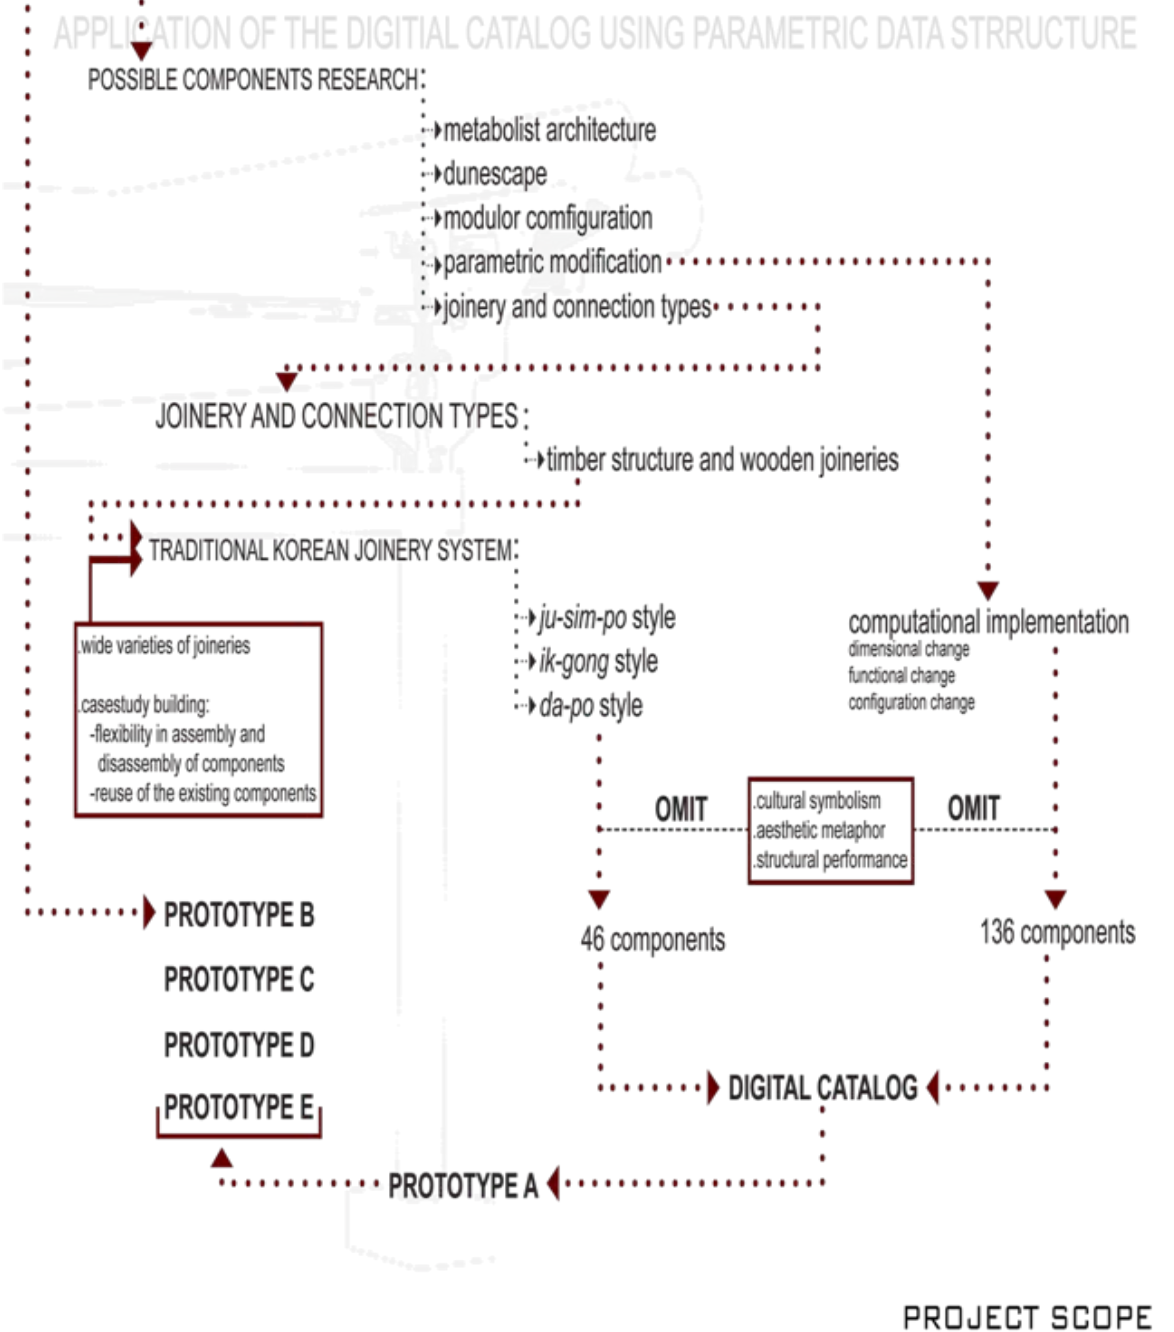 APPLICATION OF THE DIGITIAL CATALOG USING PARAMETRIC DATA STRRUCTURE
POSSIBLE COMPONENTS RESEARCH
metabolist architecture
dunescape
modulor comfiguration
parametric modification
joinery and connection types
JOINERY AND CONNECTION TYPES
timber structure and wooden joineries
TRADITIONAL KOREAN JOINERY SYSTEM
ju-sim-po style
ik-gong style
da-po style
.wide varieties of joineries
.casestudy building:
-flexibility in assembly and
disassembly of components
-reuse of the existing components
computational implementation
dimensional change
functional change
configuration change
OMIT
.cultural symbolism
.aesthetic metaphor
.structural performance
OMIT
46 components
136 components
PROTOTYPE B
PROTOTYPE C
PROTOTYPE D
PROTOTYPE E
DIGITAL CATALOG
PROTOTYPE A
PROJECT SCOPE